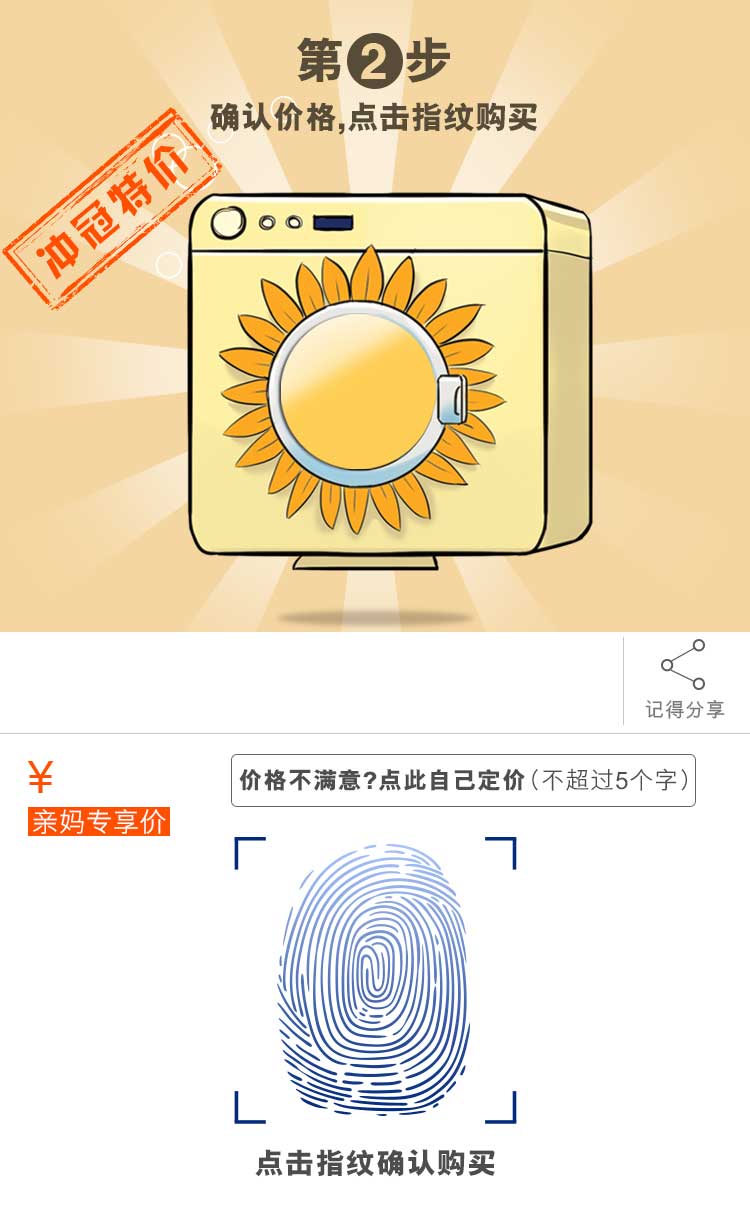 第2步
确认价格,点击指纹购买
冲冠特价
记得分享
¥
价格不满意?点此自己定价(不超过5个字)
亲妈专享价
点击指纹确认购买